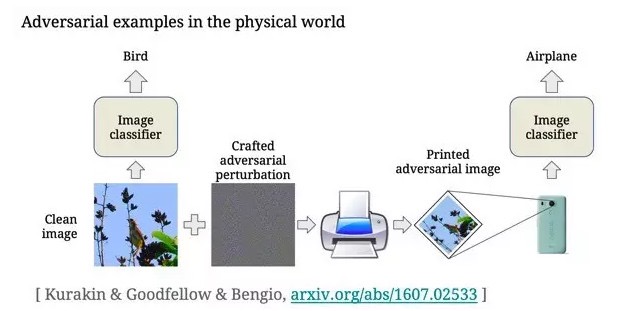 Adversarial examples in the physical world
Bird
Airplane
Image
classifier
Image
classifier
Crafted
adversarial
perturbation
Printed
adversarial image
Clean
image
[ Kurakin & Goodfellow & Bengio, arxiv.org/abs/1607.02533 ]